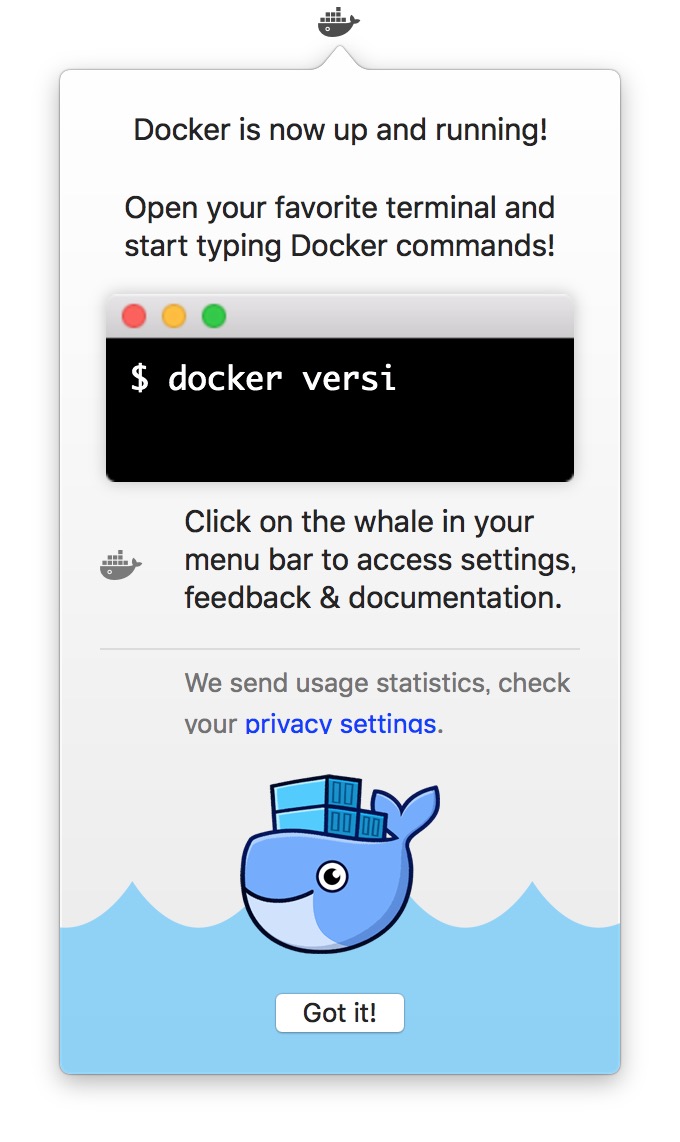 Docker is now up and running!
Open your favorite terminal and
start typing Docker commands!
$ docker versi
Click on the whale in your
menu bar to access settings,
feedback & documentation.
We send usage statistics, check
your privacy settings.
Got it!